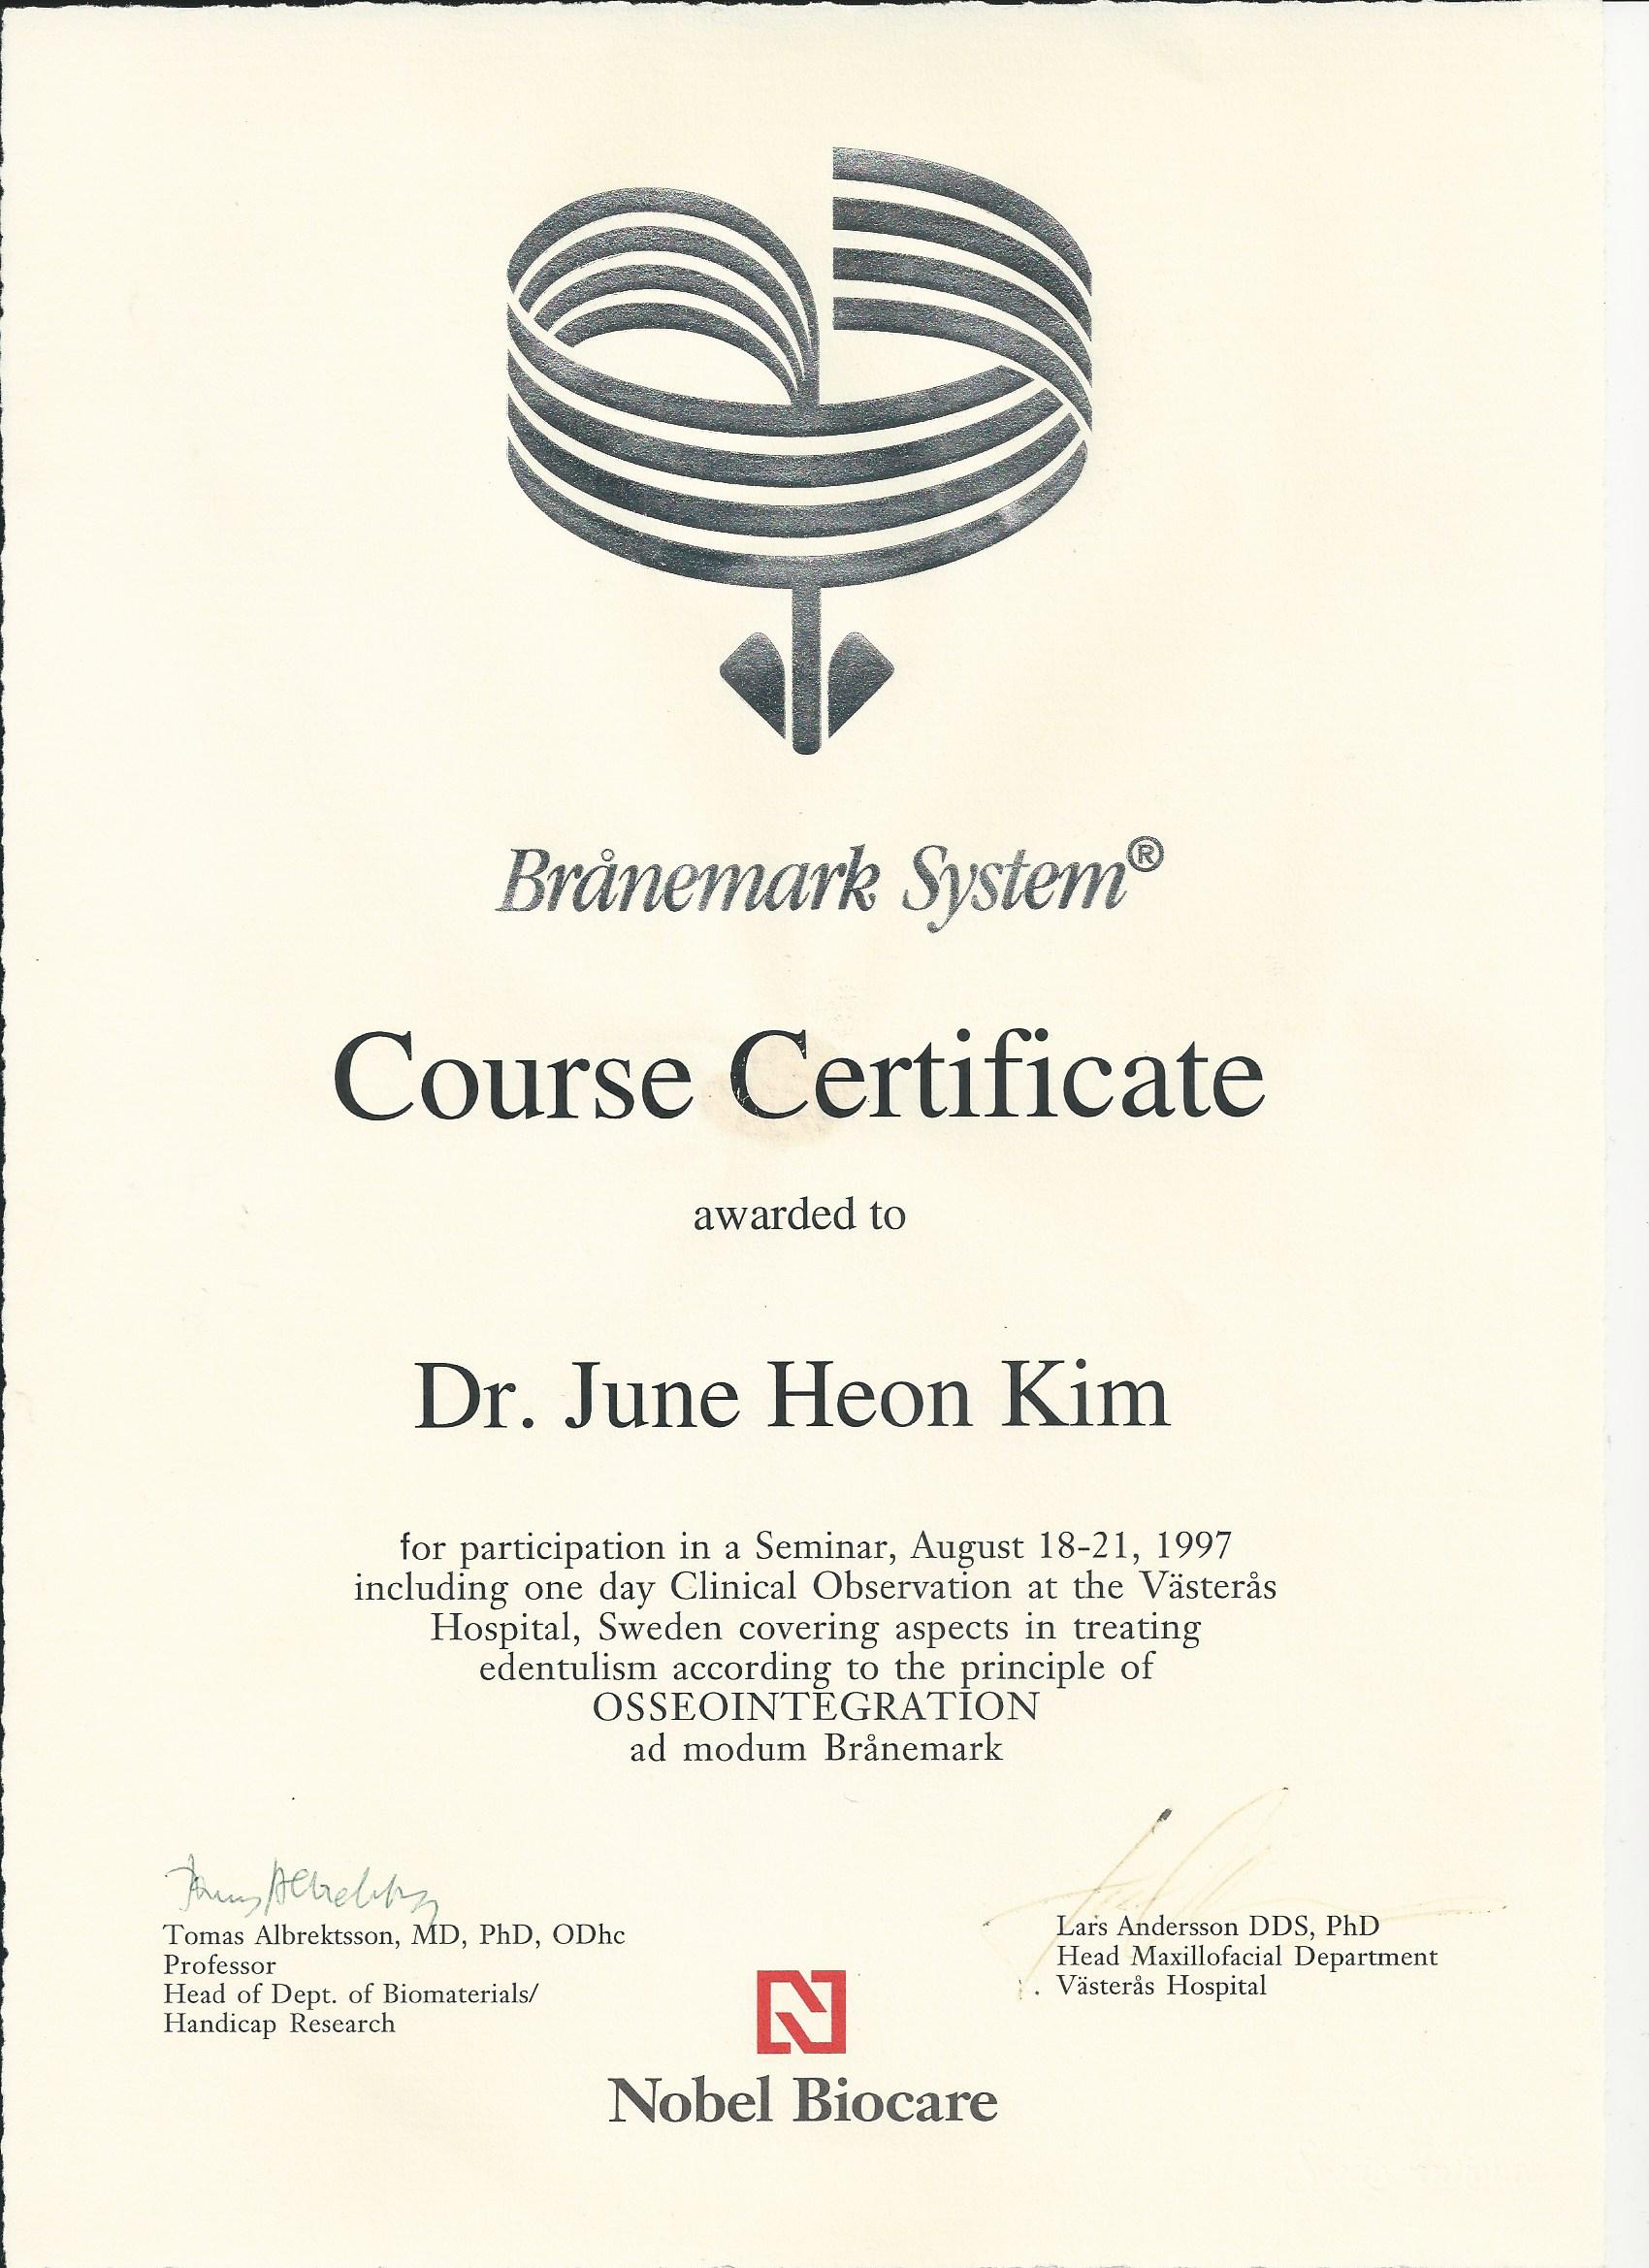 Brånemark System®
Course Certificate
awarded to
Dr. June Heon Kim
for participation in a Seminar, August 18-21, 1997
including one day Clinical Observation at the Västerås
Hospital, Sweden covering aspects in treating
edentulism according to the principle of
OSSEOINTEGRATION
ad modum Brånemark
Tomas Albrektsson, MD, PhD, ODhc
Professor
Head of Dept. of Biomaterials/
Handicap Research
Lars Andersson DDS, PhD
Head Maxillofacial Department
Västerås Hospital
Nobel Biocare